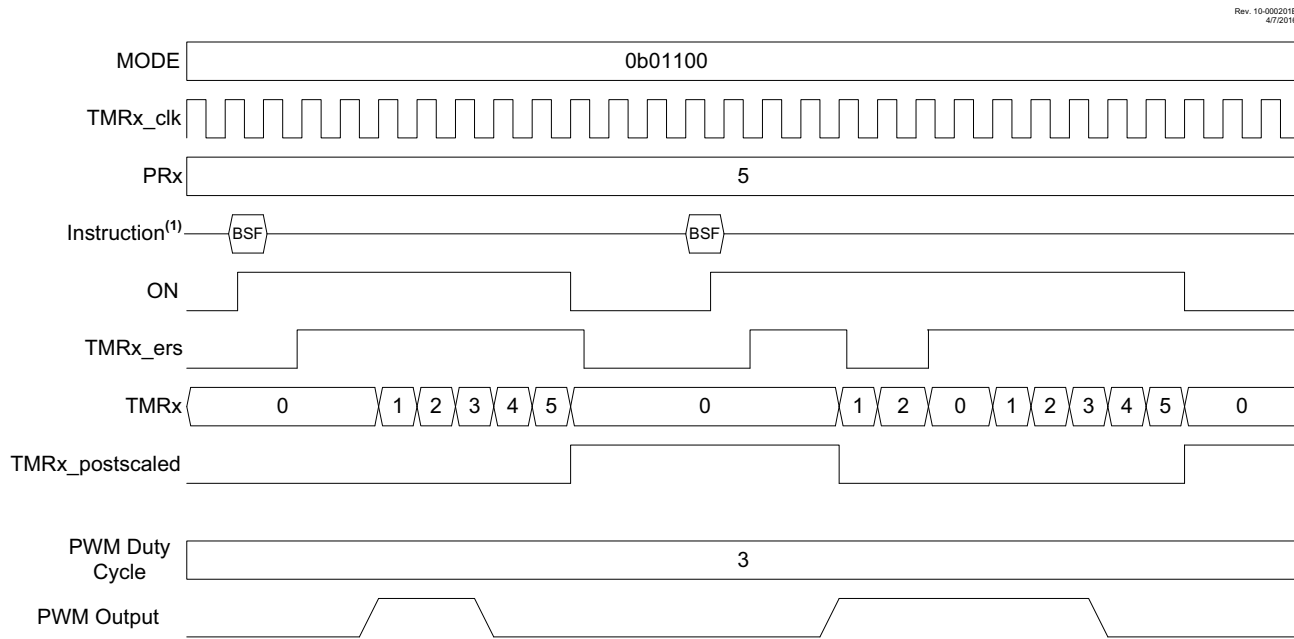 Rev. 10-000201B
4/7/2016
MODE 0b01100
TMRx_clk
PRx 5
Instruction(1) BSF BSF
ON
TMRx_ers
TMRx 0 1 2 3 4 5 0 1 2 0 1 2 3 4 5 0
TMRx_postscaled
PWM Duty
Cycle 3
PWM Output